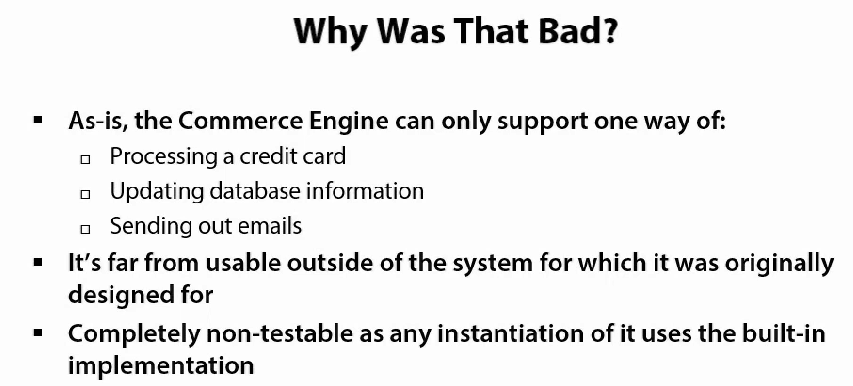 Why Was That Bad?
▪ As-is, the Commerce Engine can only support one way of:
▫ Processing a credit card
▫ Updating database information
▫ Sending out emails
▪ It's far from usable outside of the system for which it was originally
designed for
▪ Completely non-testable as any instantiation of it uses the built-in
implementation